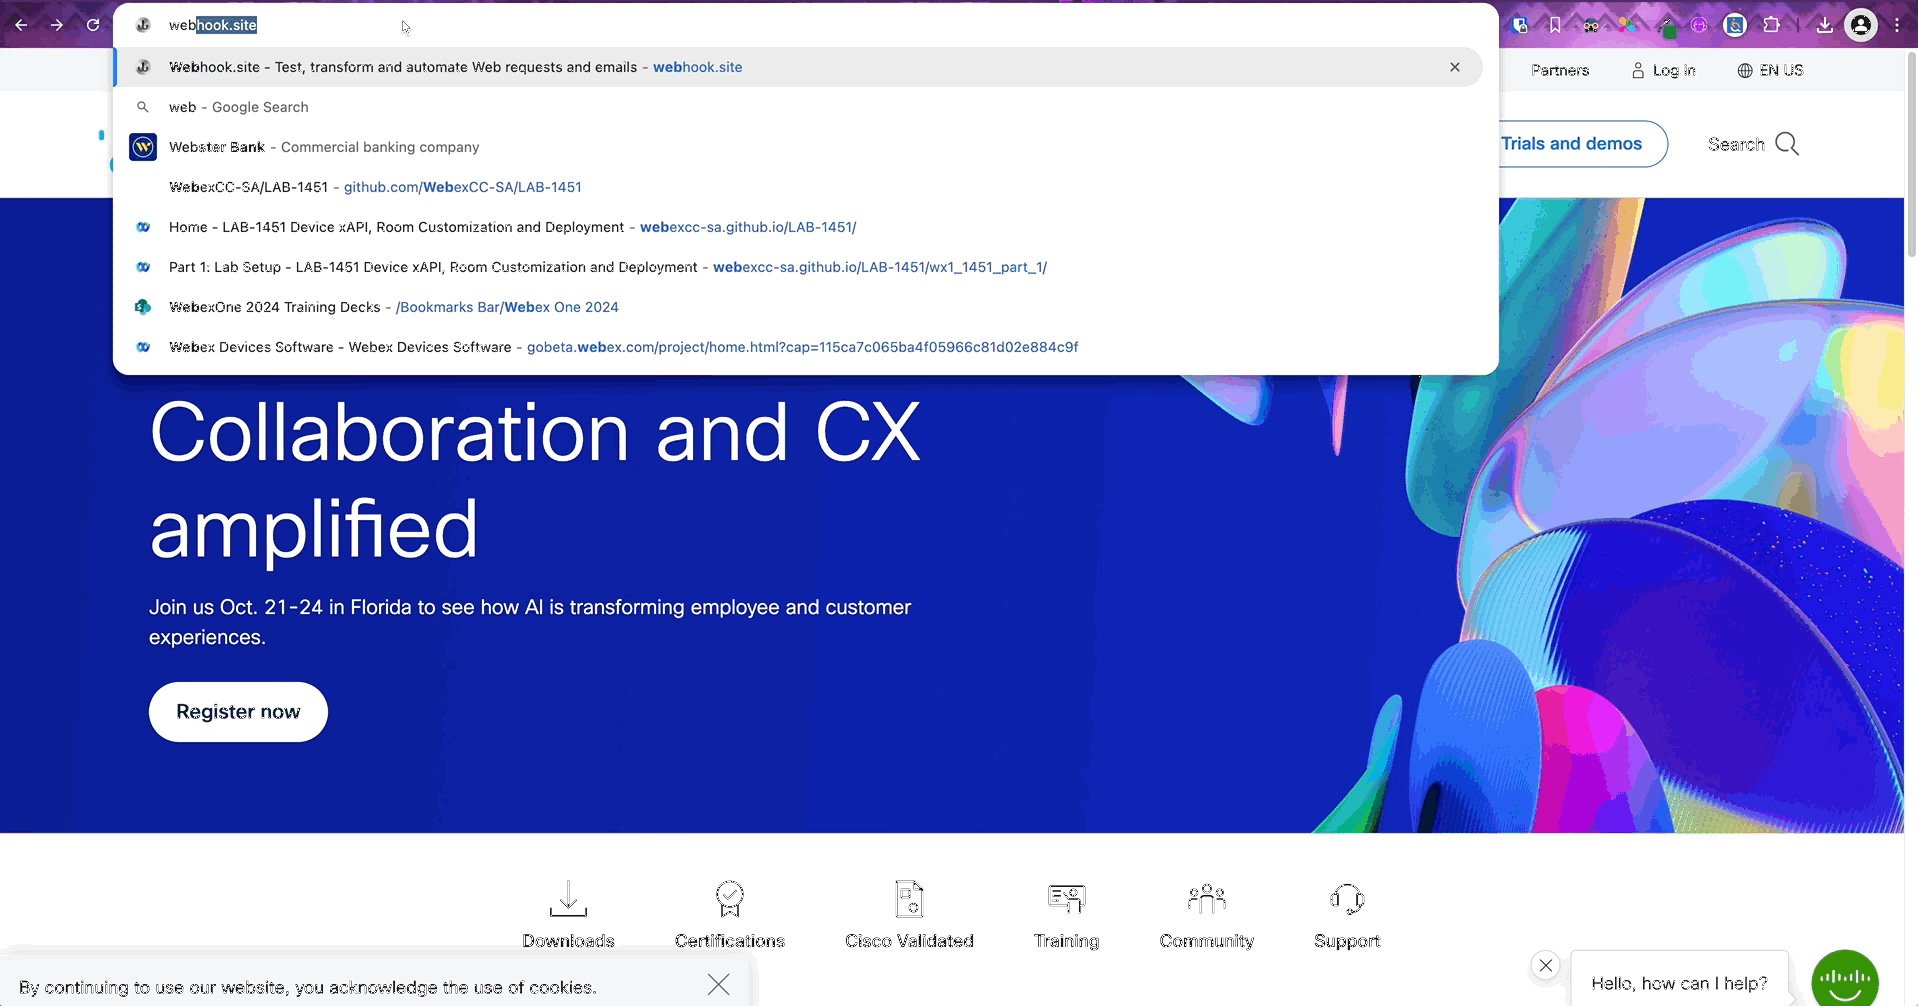 webhook.site
Webhook.site - Test, transform and automate Web requests and emails - webhook.site
web - Google Search
Webster Bank - Commercial banking company
WebexCC-SA/LAB-1451 - github.com/WebexCC-SA/LAB-1451
Home - LAB-1451 Device xAPI, Room Customization and Deployment - webexcc-sa.github.io/LAB-1451/
Part 1: Lab Setup - LAB-1451 Device xAPI, Room Customization and Deployment - webexcc-sa.github.io/LAB-1451/wx1_1451_part_1/
WebexOne 2024 Training Decks - /Bookmarks Bar/Webex One 2024
Webex Devices Software - Webex Devices Software - gobeta.webex.com/project/home.html?cap=115ca7c065ba4f05966c81d02e884c9f
Partners Log in EN US
Trials and demos Search
Collaboration and CX
amplified
Join us Oct. 21-24 in Florida to see how AI is transforming employee and customer
experiences.
Register now
Downloads Certifications Cisco Validated Training Community Support
By continuing to use our website, you acknowledge the use of cookies.
Hello, how can I help?